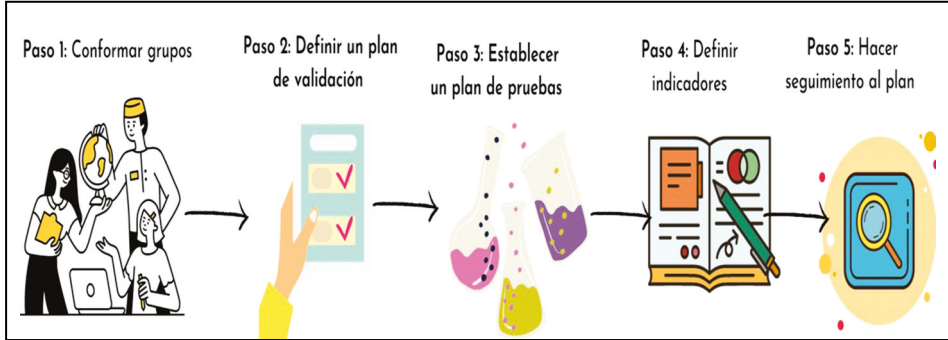 Paso 1: Conformar grupos
Paso 2: Definir un plan
de validación
Paso 3: Establecer
un plan de pruebas
Paso 4: Definir
indicadores
Paso 5: Hacer
seguimiento al plan